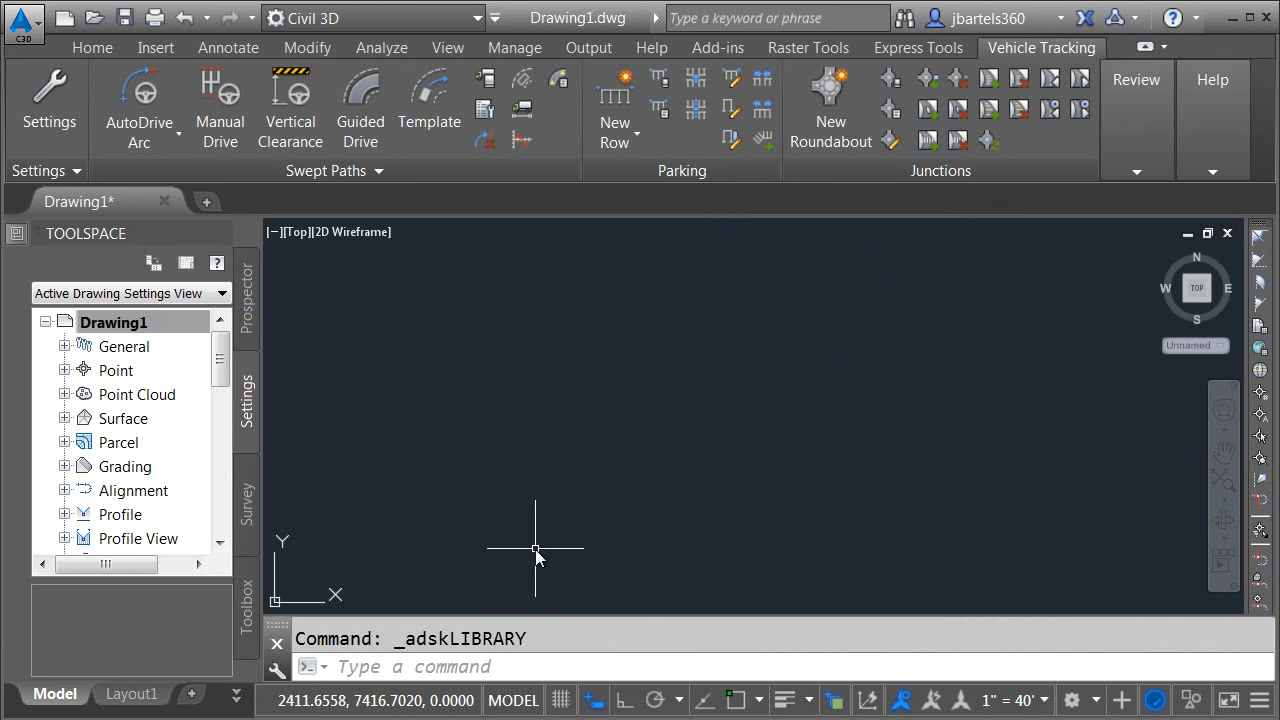 C3D
Civil 3D
Drawing1.dwg
Type a keyword or phrase
jbartels360
Home Insert Annotate Modify Analyze View Manage Output Help Add-ins Raster Tools Express Tools Vehicle Tracking
Settings
AutoDrive
Arc
Manual
Drive
Vertical
Clearance
Guided
Drive
Template
New
Row
New
Roundabout
Review
Help
Settings
Swept Paths
Parking
Junctions
Drawing1*
TOOLSPACE
Active Drawing Settings View
Drawing1
General
Point
Point Cloud
Surface
Parcel
Grading
Alignment
Profile
Profile View
Prospector
Settings
Survey
Toolbox
[−][Top][2D Wireframe]
N
W
TOP
E
S
Unnamed
Y
X
Command: _adskLIBRARY
Type a command
Model
Layout1
2411.6558, 7416.7020, 0.0000
MODEL
1" = 40'